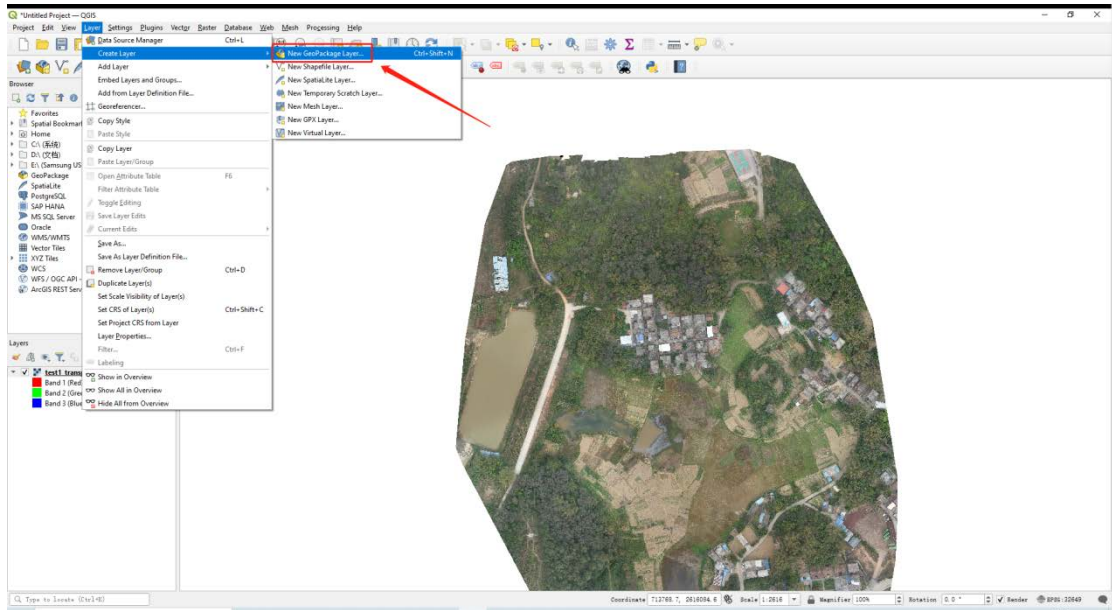 *Untitled Project — QGIS
Project Edit View Layer Settings Plugins Vector Raster Database Web Mesh Processing Help
Data Source Manager Ctrl+L
Create Layer
Add Layer
Embed Layers and Groups...
Add from Layer Definition File...
Georeferencer...
Copy Style
Paste Style
Copy Layer
Paste Layer/Group
Open Attribute Table F6
Filter Attribute Table
Toggle Editing
Save Layer Edits
Current Edits
Save As...
Save As Layer Definition File...
Remove Layer/Group Ctrl+D
Duplicate Layer(s)
Set Scale Visibility of Layer(s)
Set CRS of Layer(s) Ctrl+Shift+C
Set Project CRS from Layer
Layer Properties...
Filter... Ctrl+F
Labeling
Show in Overview
Show All in Overview
Hide All from Overview
New GeoPackage Layer... Ctrl+Shift+N
New Shapefile Layer...
New SpatiaLite Layer...
New Temporary Scratch Layer...
New Mesh Layer...
New GPX Layer...
New Virtual Layer...
Browser
Favorites
Spatial Bookmar
Home
C:\ (系统)
D:\ (文档)
E:\ (Samsung US
GeoPackage
SpatiaLite
PostgreSQL
SAP HANA
MS SQL Server
Oracle
WMS/WMTS
Vector Tiles
XYZ Tiles
WCS
WFS / OGC API -
ArcGIS REST Serv
Layers
test1_transp
Band 1 (Red
Band 2 (Gree
Band 3 (Blue
Type to locate (Ctrl+K)
Coordinate 713768.7, 2616084.6 Scale 1:2616 Magnifier 100% Rotation 0.0 ° Render EPSG:32649